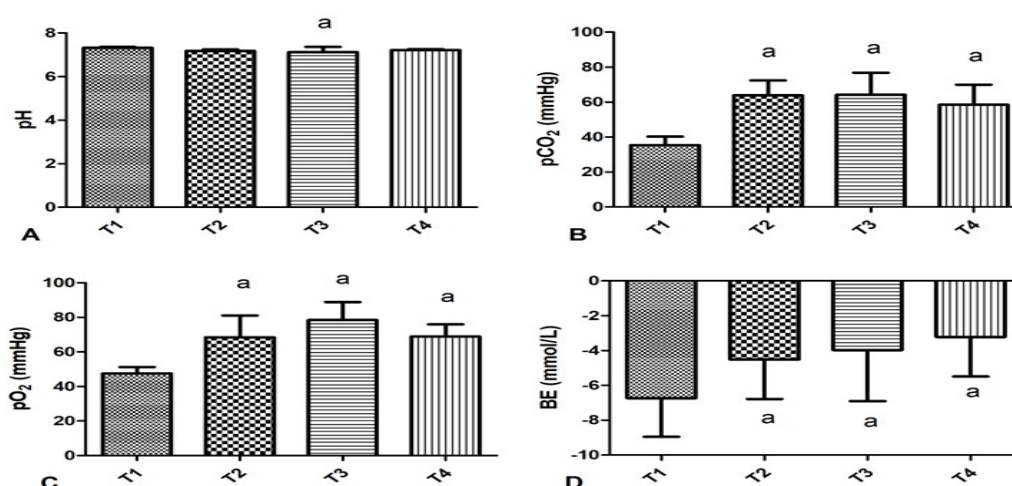 a
8
6
4
2
0
pH
T1
T2
T3
T4
A
a
a
a
100
80
60
40
20
0
pCO₂ (mmHg)
T1
T2
T3
T4
B
a
a
a
100
80
60
40
20
0
pO₂ (mmHg)
T1
T2
T3
T4
C
0
-2
-4
-6
-8
-10
BE (mmol/L)
a
a
a
T1
T2
T3
T4
D